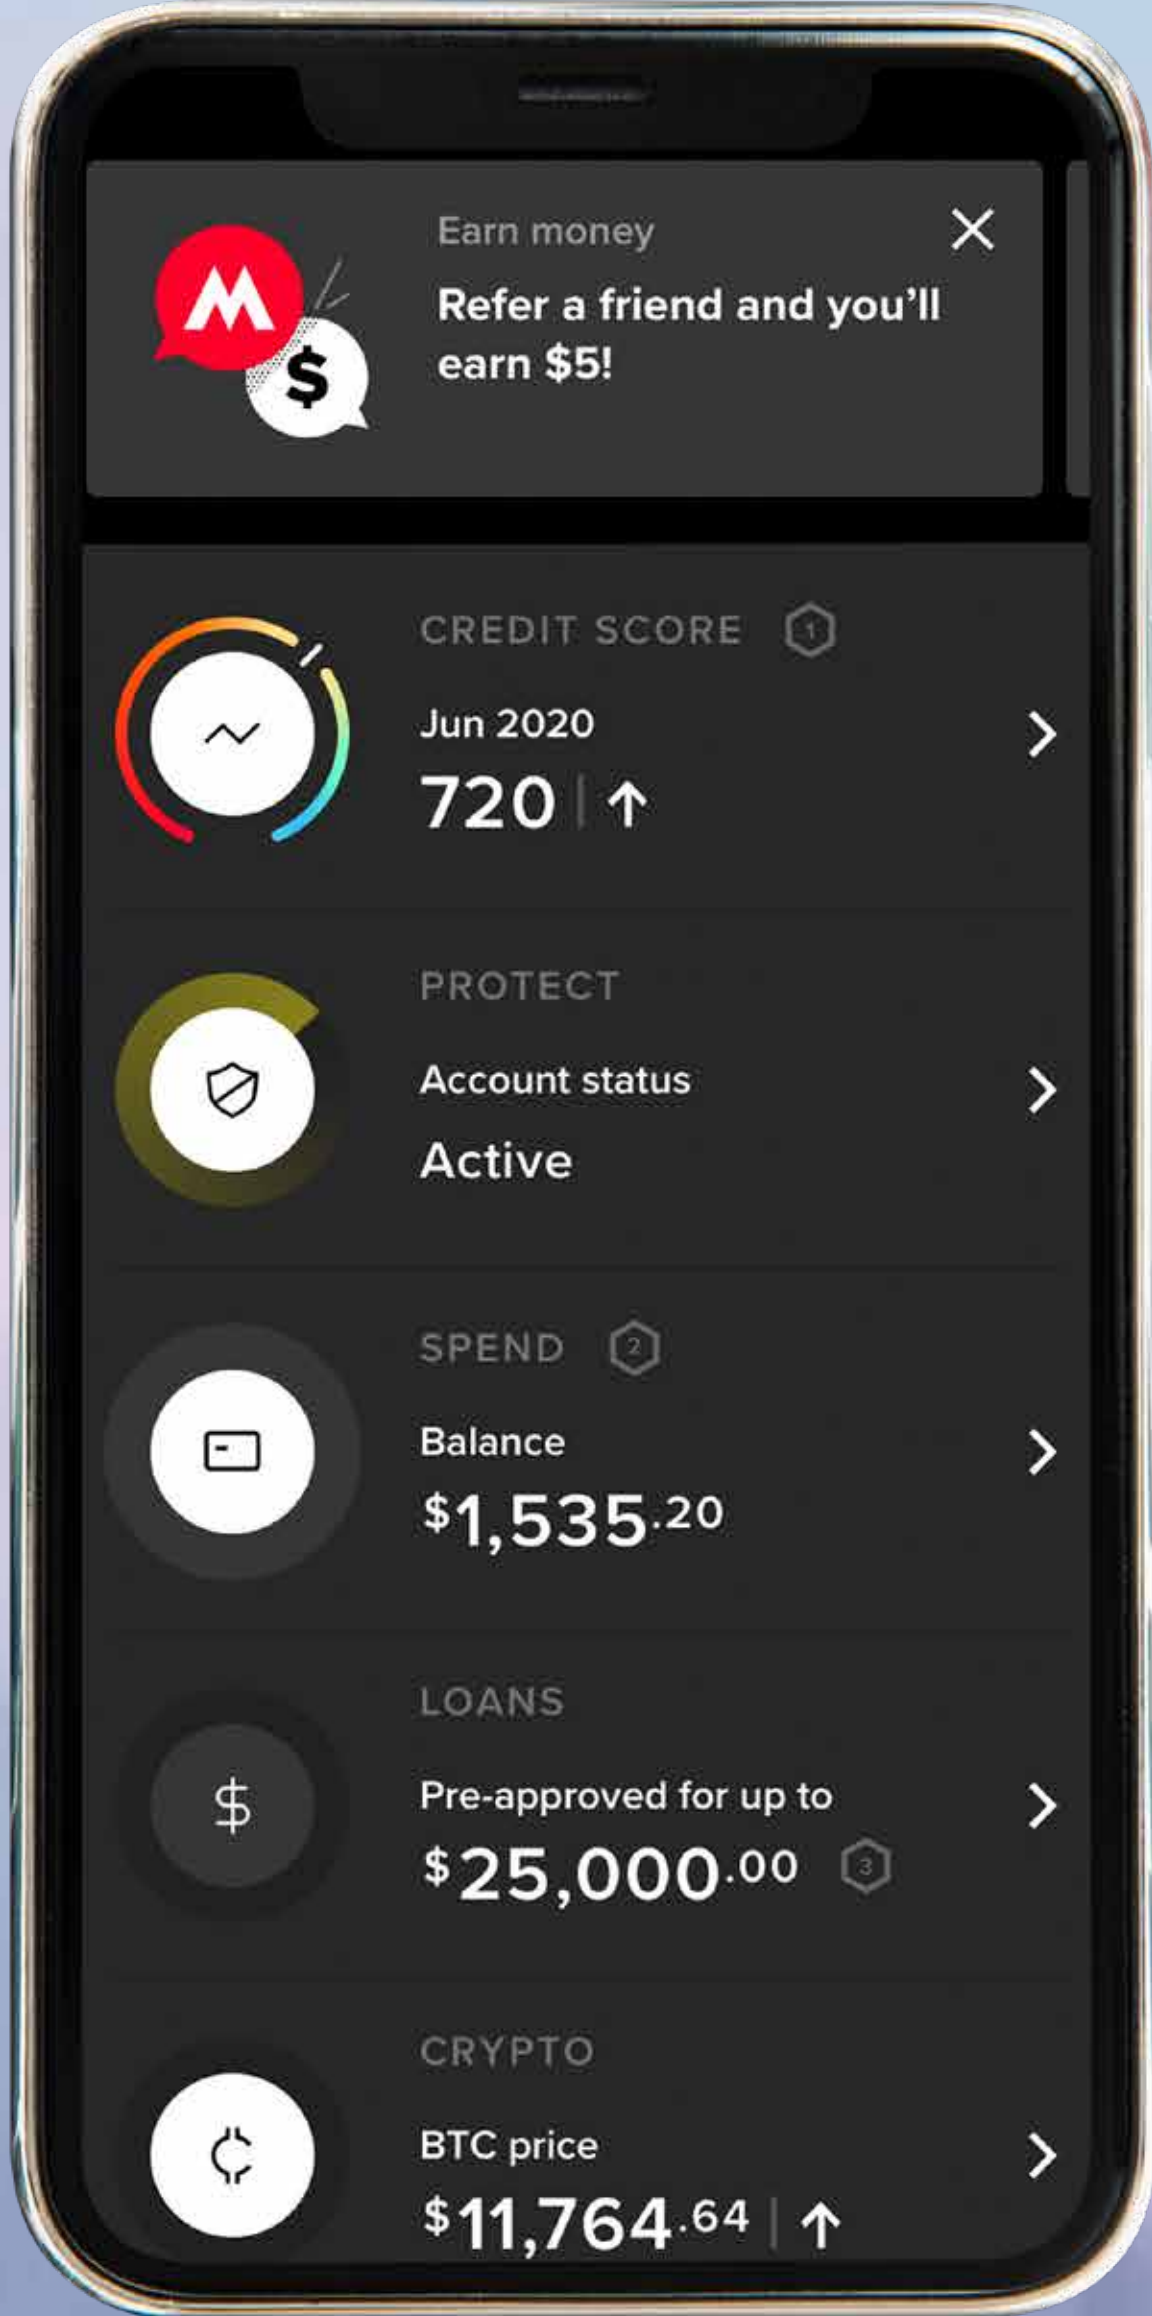 Earn money
Refer a friend and you'll
earn $5!
M
$
CREDIT SCORE 1
Jun 2020
720
PROTECT
Account status
Active
SPEND 2
Balance
$1,535.20
LOANS
Pre-approved for up to
$25,000.00 3
CRYPTO
BTC price
$11,764.64